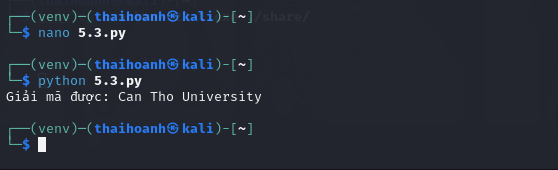 ┌──(venv)─(thaihoanh㉿kali)-[~]/share/
└─$ nano 5.3.py
┌──(venv)─(thaihoanh㉿kali)-[~]
└─$ python 5.3.py
Giải mã được: Can Tho University
┌──(venv)─(thaihoanh㉿kali)-[~]
└─$